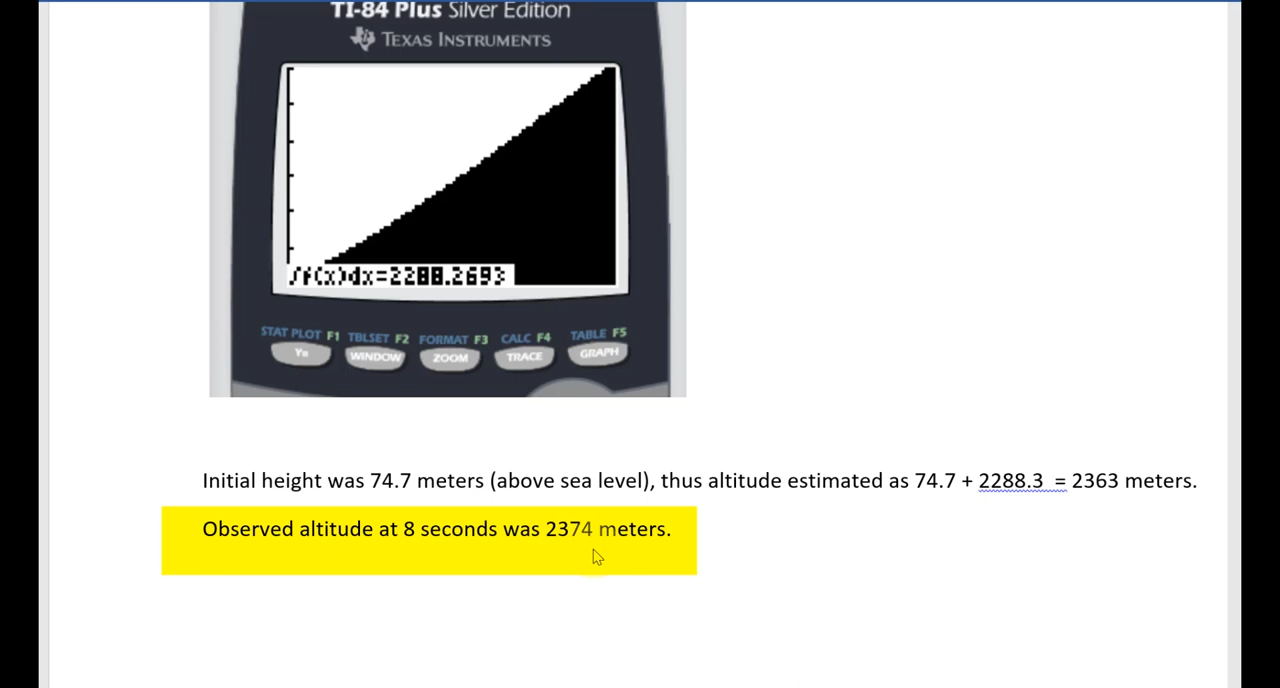 TI-84 Plus Silver Edition
TEXAS INSTRUMENTS
∫f(x)dx=2288.2693
STAT PLOT F1 TBLSET F2 FORMAT F3 CALC F4 TABLE F5
Y= WINDOW ZOOM TRACE GRAPH
Initial height was 74.7 meters (above sea level), thus altitude estimated as 74.7 + 2288.3 = 2363 meters.
Observed altitude at 8 seconds was 2374 meters.